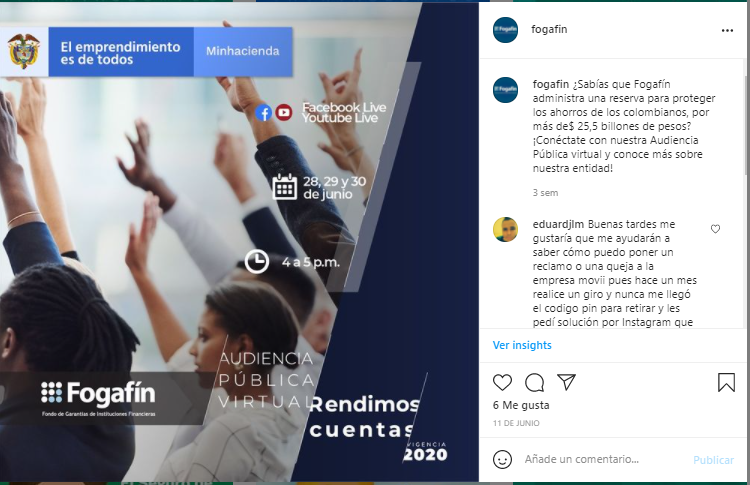 El emprendimiento
es de todos
Minhacienda
Facebook Live
Youtube Live
28, 29 y 30
de junio
4 a 5 p.m.
AUDIENCIA
PÚBLICA
VIRTUAL
Rendimos
cuentas
VIGENCIA
2020
Fogafín
Fondo de Garantías de Instituciones Financieras
fogafin
fogafin ¿Sabías que Fogafín
administra una reserva para proteger
los ahorros de los colombianos, por
más de$ 25,5 billones de pesos?
¡Conéctate con nuestra Audiencia
Pública virtual y conoce más sobre
nuestra entidad!
3 sem
eduardjlm Buenas tardes me
gustaría que me ayudarán a
saber cómo puedo poner un
reclamo o una queja a la
empresa movii pues hace un mes
realice un giro y nunca me llegó
el codigo pin para retirar y les
pedí solución por Instagram que
Ver insights
6 Me gusta
11 DE JUNIO
Añade un comentario...
Publicar